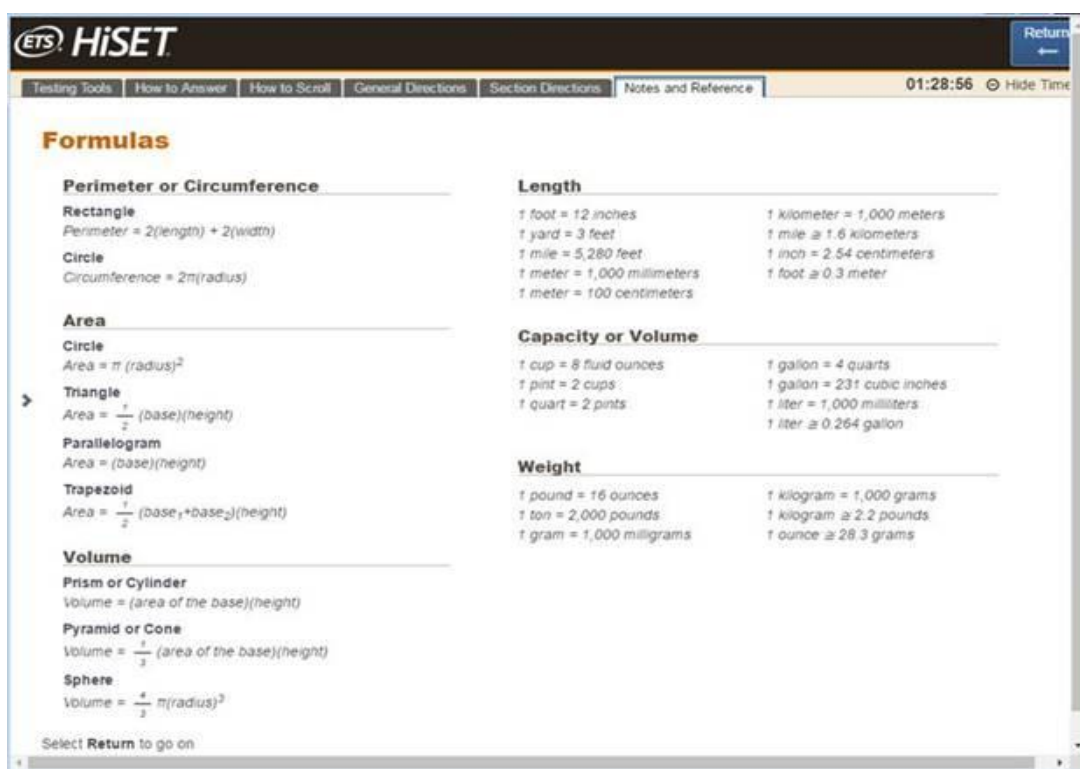 ETS HiSET
Return
←
Testing Tools How to Answer How to Scroll General Directions Section Directions Notes and Reference 01:28:56 Hide Time
Formulas
Perimeter or Circumference
Rectangle
Perimeter = 2(length) + 2(width)
Circle
Circumference = 2π(radius)
Area
Circle
Area = π (radius)²
Triangle
Area = 1/2 (base)(height)
Parallelogram
Area = (base)(height)
Trapezoid
Area = 1/2 (base₁+base₂)(height)
Volume
Prism or Cylinder
Volume = (area of the base)(height)
Pyramid or Cone
Volume = 1/3 (area of the base)(height)
Sphere
Volume = 4/3 π(radius)³
Length
1 foot = 12 inches
1 yard = 3 feet
1 mile = 5,280 feet
1 meter = 1,000 millimeters
1 meter = 100 centimeters
1 kilometer = 1,000 meters
1 mile ≅ 1.6 kilometers
1 inch = 2.54 centimeters
1 foot ≅ 0.3 meter
Capacity or Volume
1 cup = 8 fluid ounces
1 pint = 2 cups
1 quart = 2 pints
1 gallon = 4 quarts
1 gallon = 231 cubic inches
1 liter = 1,000 milliliters
1 liter ≅ 0.264 gallon
Weight
1 pound = 16 ounces
1 ton = 2,000 pounds
1 gram = 1,000 milligrams
1 kilogram = 1,000 grams
1 kilogram ≅ 2.2 pounds
1 ounce ≅ 28.3 grams
Select Return to go on